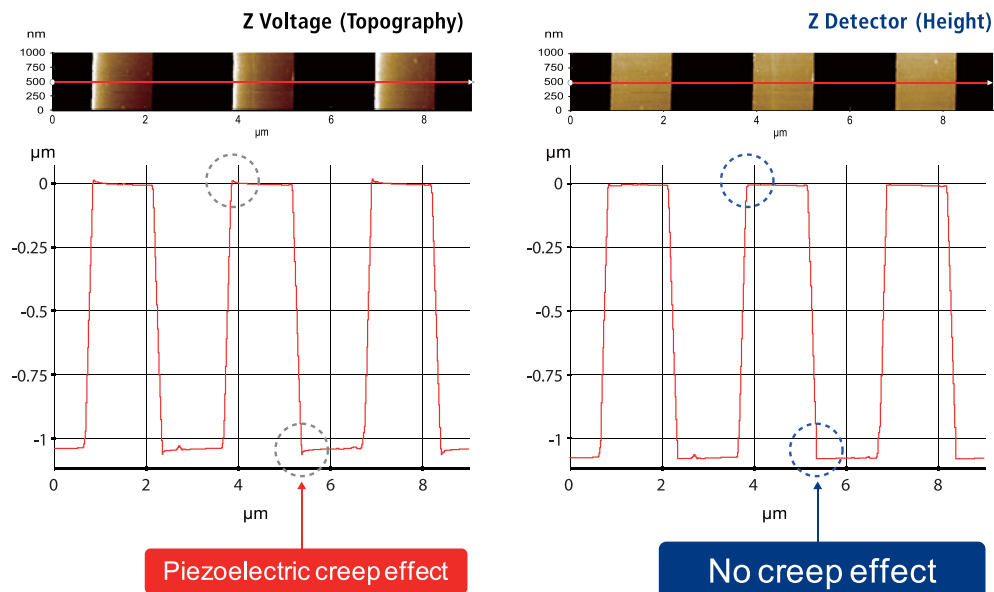 Z Voltage (Topography)
nm
1000
750
500
250
0
0 2 4 6 8
µm
µm
0
-0.25
-0.5
-0.75
-1
0 2 4 6 8
µm
Piezoelectric creep effect
Z Detector (Height)
nm
1000
750
500
250
0
0 2 4 6 8
µm
µm
0
-0.25
-0.5
-0.75
-1
0 2 4 6 8
µm
No creep effect